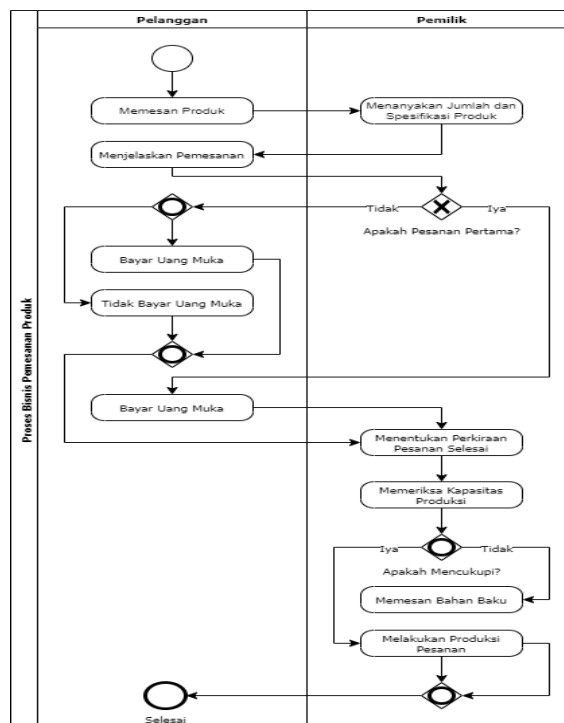 Pelanggan
Pemilik
Proses Bisnis Pemesanan Produk
Memesan Produk
Menanyakan Jumlah dan
Spesifikasi Produk
Menjelaskan Pemesanan
Tidak
Iya
Apakah Pesanan Pertama?
Bayar Uang Muka
Tidak Bayar Uang Muka
Bayar Uang Muka
Menentukan Perkiraan
Pesanan Selesai
Memeriksa Kapasitas
Produksi
Iya
Tidak
Apakah Mencukupi?
Memesan Bahan Baku
Melakukan Produksi
Pesanan
Selesai